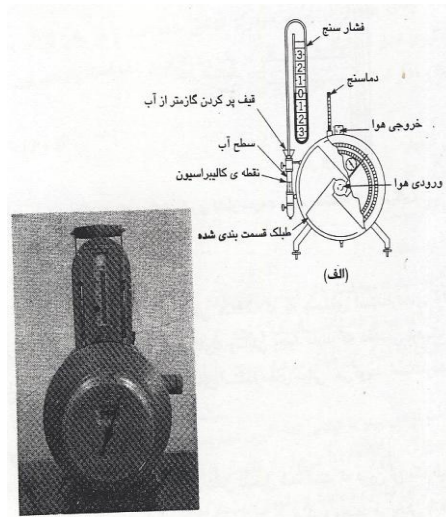 فشار سنج
3
2
1
0
1
2
3
دماسنج
قیف پر کردن گازمتر از آب
خروجی هوا
سطح آب
نقطه ی کالیبراسیون
ورودی هوا
طبلک قسمت بندی شده
(الف)